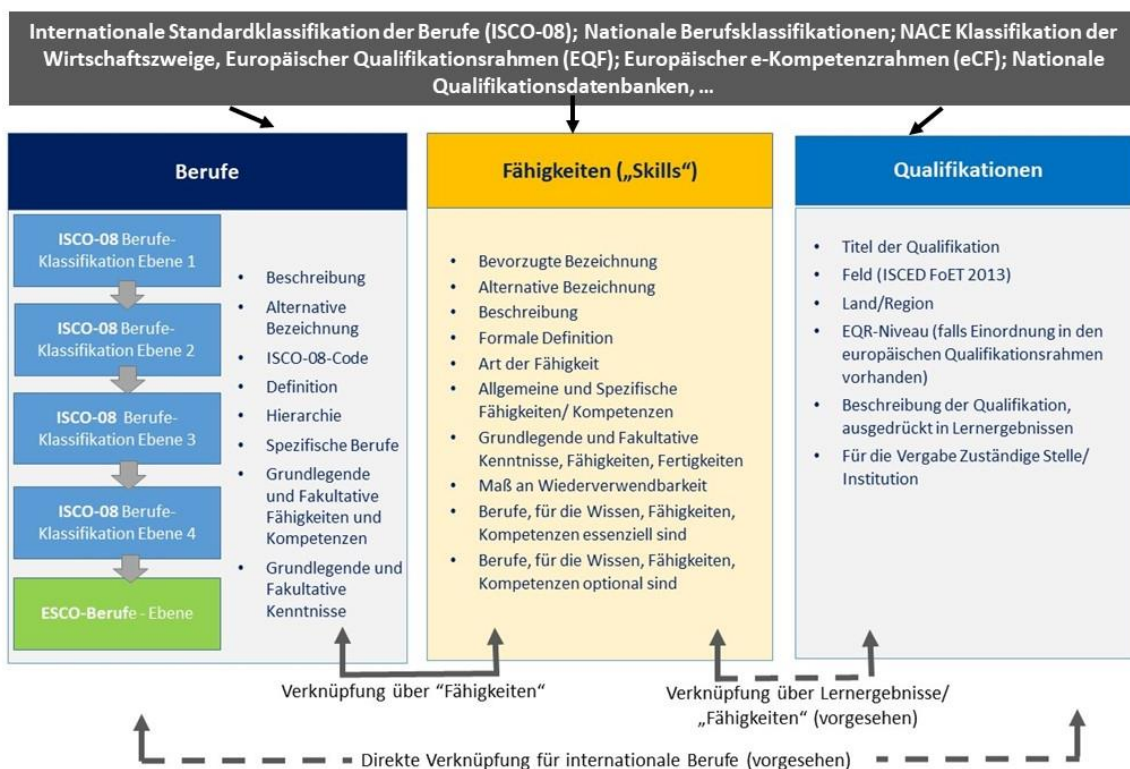 Internationale Standardklassifikation der Berufe (ISCO-08); Nationale Berufsklassifikationen; NACE Klassifikation der
Wirtschaftszweige, Europäischer Qualifikationsrahmen (EQF); Europäischer e-Kompetenzrahmen (eCF); Nationale
Qualifikationsdatenbanken, ...
Berufe
ISCO-08 Berufe-
Klassifikation Ebene 1
ISCO-08 Berufe-
Klassifikation Ebene 2
ISCO-08 Berufe-
Klassifikation Ebene 3
ISCO-08 Berufe-
Klassifikation Ebene 4
ESCO-Berufe - Ebene
• Beschreibung
• Alternative
Bezeichnung
• ISCO-08-Code
• Definition
• Hierarchie
• Spezifische Berufe
• Grundlegende
und Fakultative
Fähigkeiten und
Kompetenzen
• Grundlegende und
Fakultative
Kenntnisse
Fähigkeiten („Skills“)
• Bevorzugte Bezeichnung
• Alternative Bezeichnung
• Beschreibung
• Formale Definition
• Art der Fähigkeit
• Allgemeine und Spezifische
Fähigkeiten/ Kompetenzen
• Grundlegende und Fakultative
Kenntnisse, Fähigkeiten, Fertigkeiten
• Maß an Wiederverwendbarkeit
• Berufe, für die Wissen, Fähigkeiten,
Kompetenzen essenziell sind
• Berufe, für die Wissen, Fähigkeiten,
Kompetenzen optional sind
Qualifikationen
• Titel der Qualifikation
• Feld (ISCED FoET 2013)
• Land/Region
• EQR-Niveau (falls Einordnung in den
europäischen Qualifikationsrahmen
vorhanden)
• Beschreibung der Qualifikation,
ausgedrückt in Lernergebnissen
• Für die Vergabe Zuständige Stelle/
Institution
Verknüpfung über “Fähigkeiten“
Verknüpfung über Lernergebnisse/
„Fähigkeiten“ (vorgesehen)
Direkte Verknüpfung für internationale Berufe (vorgesehen)